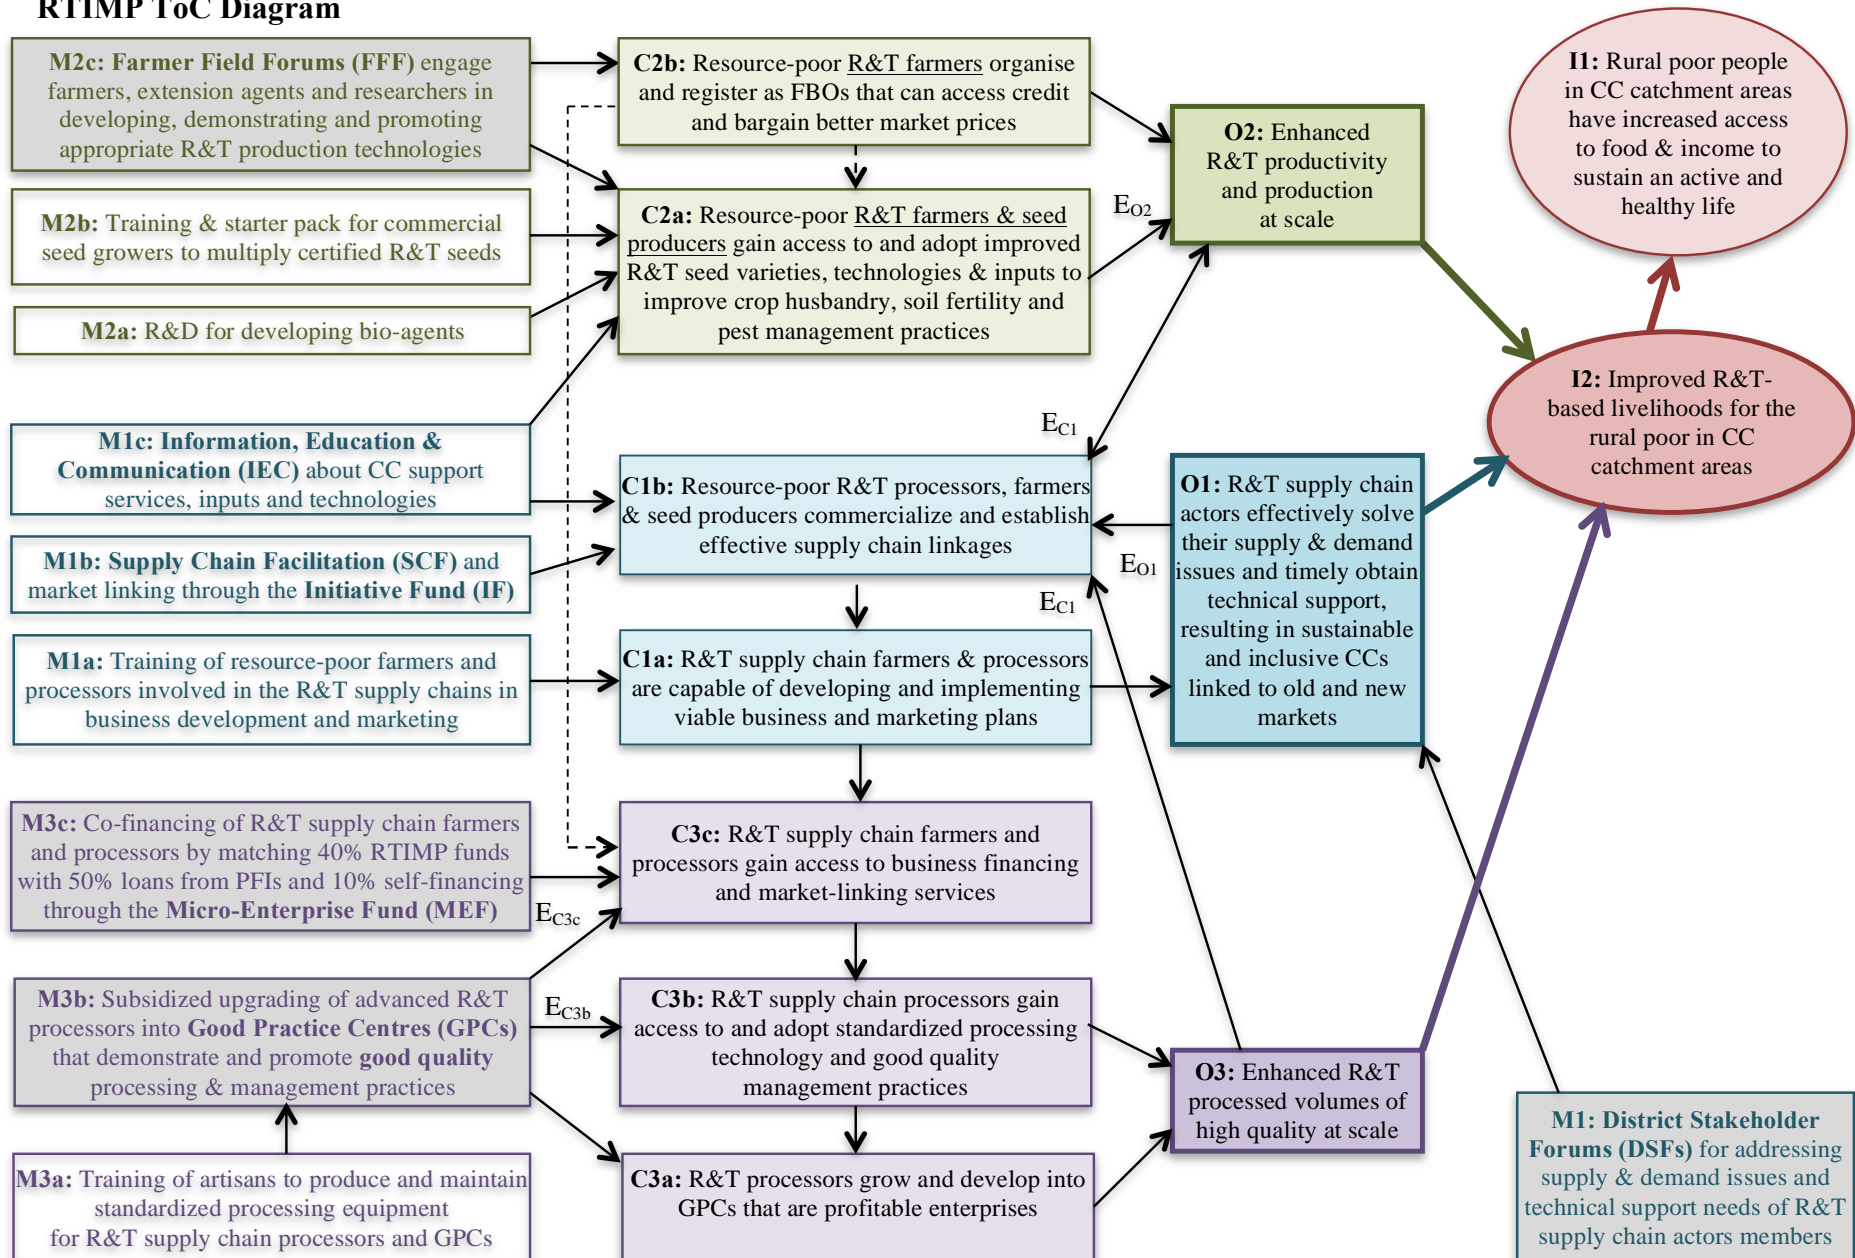 RTIMP ToC Diagram
M2c: Farmer Field Forums (FFF) engage
farmers, extension agents and researchers in
developing, demonstrating and promoting
appropriate R&T production technologies
M2b: Training & starter pack for commercial
seed growers to multiply certified R&T seeds
M2a: R&D for developing bio-agents
M1c: Information, Education &
Communication (IEC) about CC support
services, inputs and technologies
M1b: Supply Chain Facilitation (SCF) and
market linking through the Initiative Fund (IF)
M1a: Training of resource-poor farmers and
processors involved in the R&T supply chains in
business development and marketing
M3c: Co-financing of R&T supply chain farmers
and processors by matching 40% RTIMP funds
with 50% loans from PFIs and 10% self-financing
through the Micro-Enterprise Fund (MEF)
M3b: Subsidized upgrading of advanced R&T
processors into Good Practice Centres (GPCs)
that demonstrate and promote good quality
processing & management practices
M3a: Training of artisans to produce and maintain
standardized processing equipment
for R&T supply chain processors and GPCs
EC3c
EC3b
C2b: Resource-poor R&T farmers organise
and register as FBOs that can access credit
and bargain better market prices
C2a: Resource-poor R&T farmers & seed
producers gain access to and adopt improved
R&T seed varieties, technologies & inputs to
improve crop husbandry, soil fertility and
pest management practices
C1b: Resource-poor R&T processors, farmers
& seed producers commercialize and establish
effective supply chain linkages
C1a: R&T supply chain farmers & processors
are capable of developing and implementing
viable business and marketing plans
C3c: R&T supply chain farmers and
processors gain access to business financing
and market-linking services
C3b: R&T supply chain processors gain
access to and adopt standardized processing
technology and good quality
management practices
C3a: R&T processors grow and develop into
GPCs that are profitable enterprises
EO2
EC1
EO1
EC1
O2: Enhanced
R&T productivity
and production
at scale
O1: R&T supply chain
actors effectively solve
their supply & demand
issues and timely obtain
technical support,
resulting in sustainable
and inclusive CCs
linked to old and new
markets
O3: Enhanced R&T
processed volumes of
high quality at scale
I1: Rural poor people
in CC catchment areas
have increased access
to food & income to
sustain an active and
healthy life
I2: Improved R&T-
based livelihoods for the
rural poor in CC
catchment areas
M1: District Stakeholder
Forums (DSFs) for addressing
supply & demand issues and
technical support needs of R&T
supply chain actors members